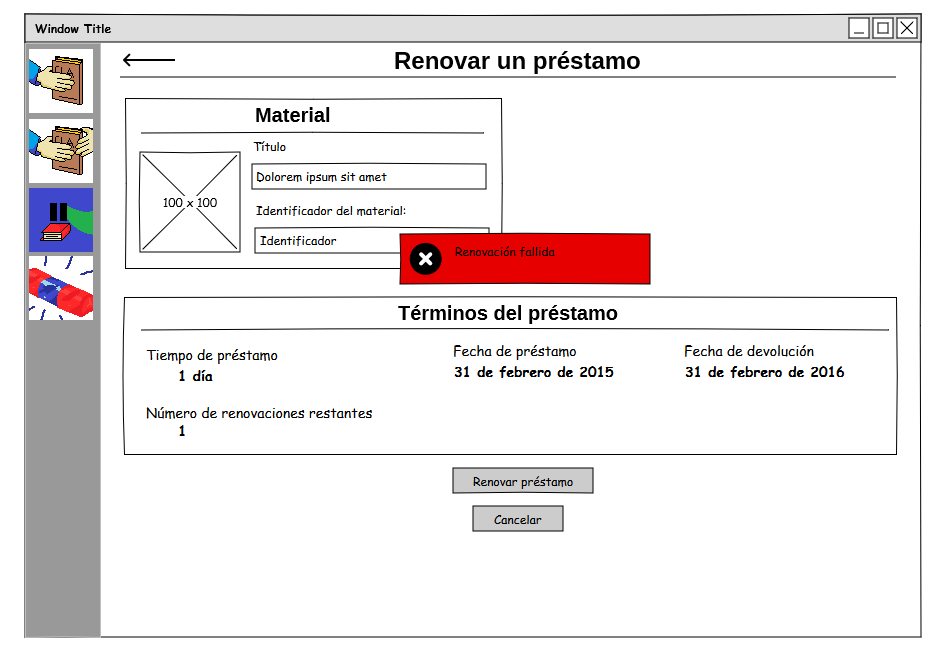 Window Title
Renovar un préstamo
Material
Título
Dolorem ipsum sit amet
100 x 100
Identificador del material:
Identificador
Renovación fallida
Términos del préstamo
Tiempo de préstamo
1 día
Fecha de préstamo
31 de febrero de 2015
Fecha de devolución
31 de febrero de 2016
Número de renovaciones restantes
1
Renovar préstamo
Cancelar